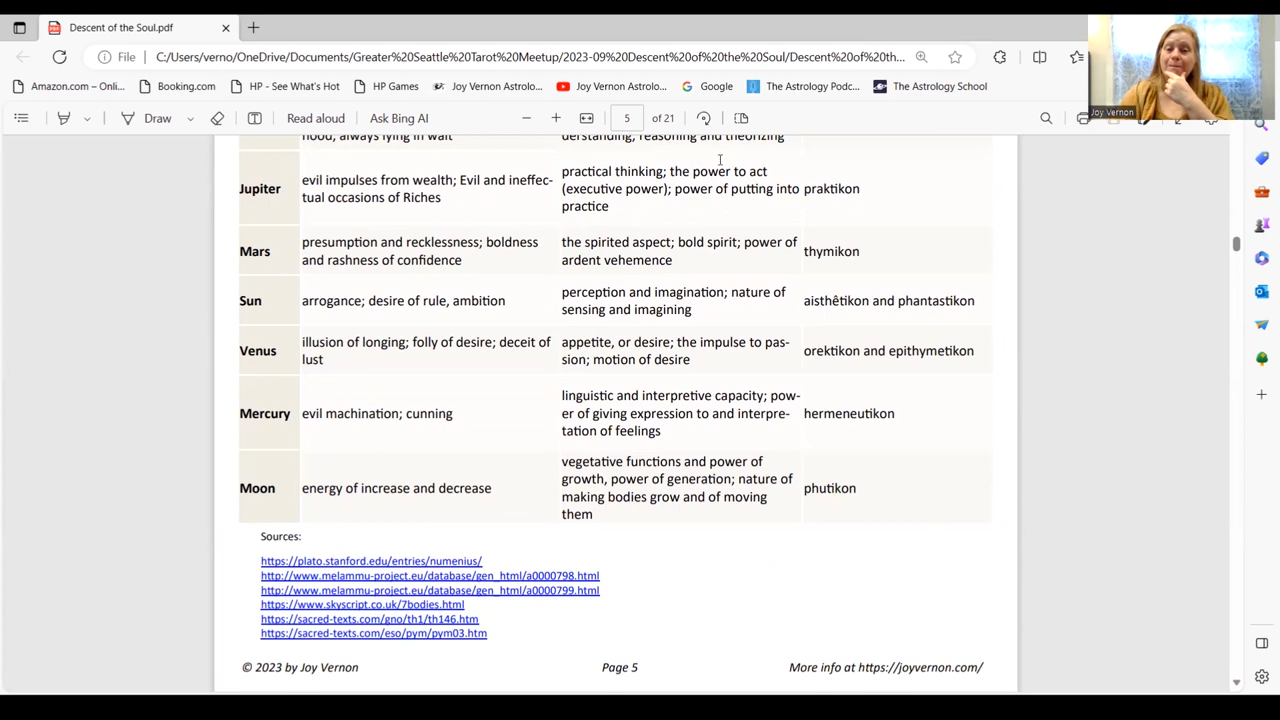 Descent of the Soul.pdf
File C:/Users/verno/OneDrive/Documents/Greater%20Seattle%20Tarot%20Meetup/2023-09%20Descent%20of%20the%20Soul/Descent%20of%20th...
Amazon.com – Onli... Booking.com HP - See What's Hot HP Games Joy Vernon Astrolo... Joy Vernon Astrolo... Google The Astrology Podc... The Astrology School
Joy Vernon
Draw Read aloud Ask Bing AI 5 of 21
hood, always lying in wait derstanding, reasoning and theorizing
practical thinking; the power to act
Jupiter evil impulses from wealth; Evil and ineffec- (executive power); power of putting into praktikon
tual occasions of Riches practice
Mars presumption and recklessness; boldness the spirited aspect; bold spirit; power of thymikon
and rashness of confidence ardent vehemence
Sun arrogance; desire of rule, ambition perception and imagination; nature of aisthêtikon and phantastikon
sensing and imagining
Venus illusion of longing; folly of desire; deceit of appetite, or desire; the impulse to pas- orektikon and epithymetikon
lust sion; motion of desire
linguistic and interpretive capacity; pow-
Mercury evil machination; cunning er of giving expression to and interpre- hermeneutikon
tation of feelings
vegetative functions and power of
growth, power of generation; nature of
Moon energy of increase and decrease making bodies grow and of moving phutikon
them
Sources:
https://plato.stanford.edu/entries/numenius/
http://www.melammu-project.eu/database/gen_html/a0000798.html
http://www.melammu-project.eu/database/gen_html/a0000799.html
https://www.skyscript.co.uk/7bodies.html
https://sacred-texts.com/gno/th1/th146.htm
https://sacred-texts.com/eso/pym/pym03.htm
© 2023 by Joy Vernon Page 5 More info at https://joyvernon.com/